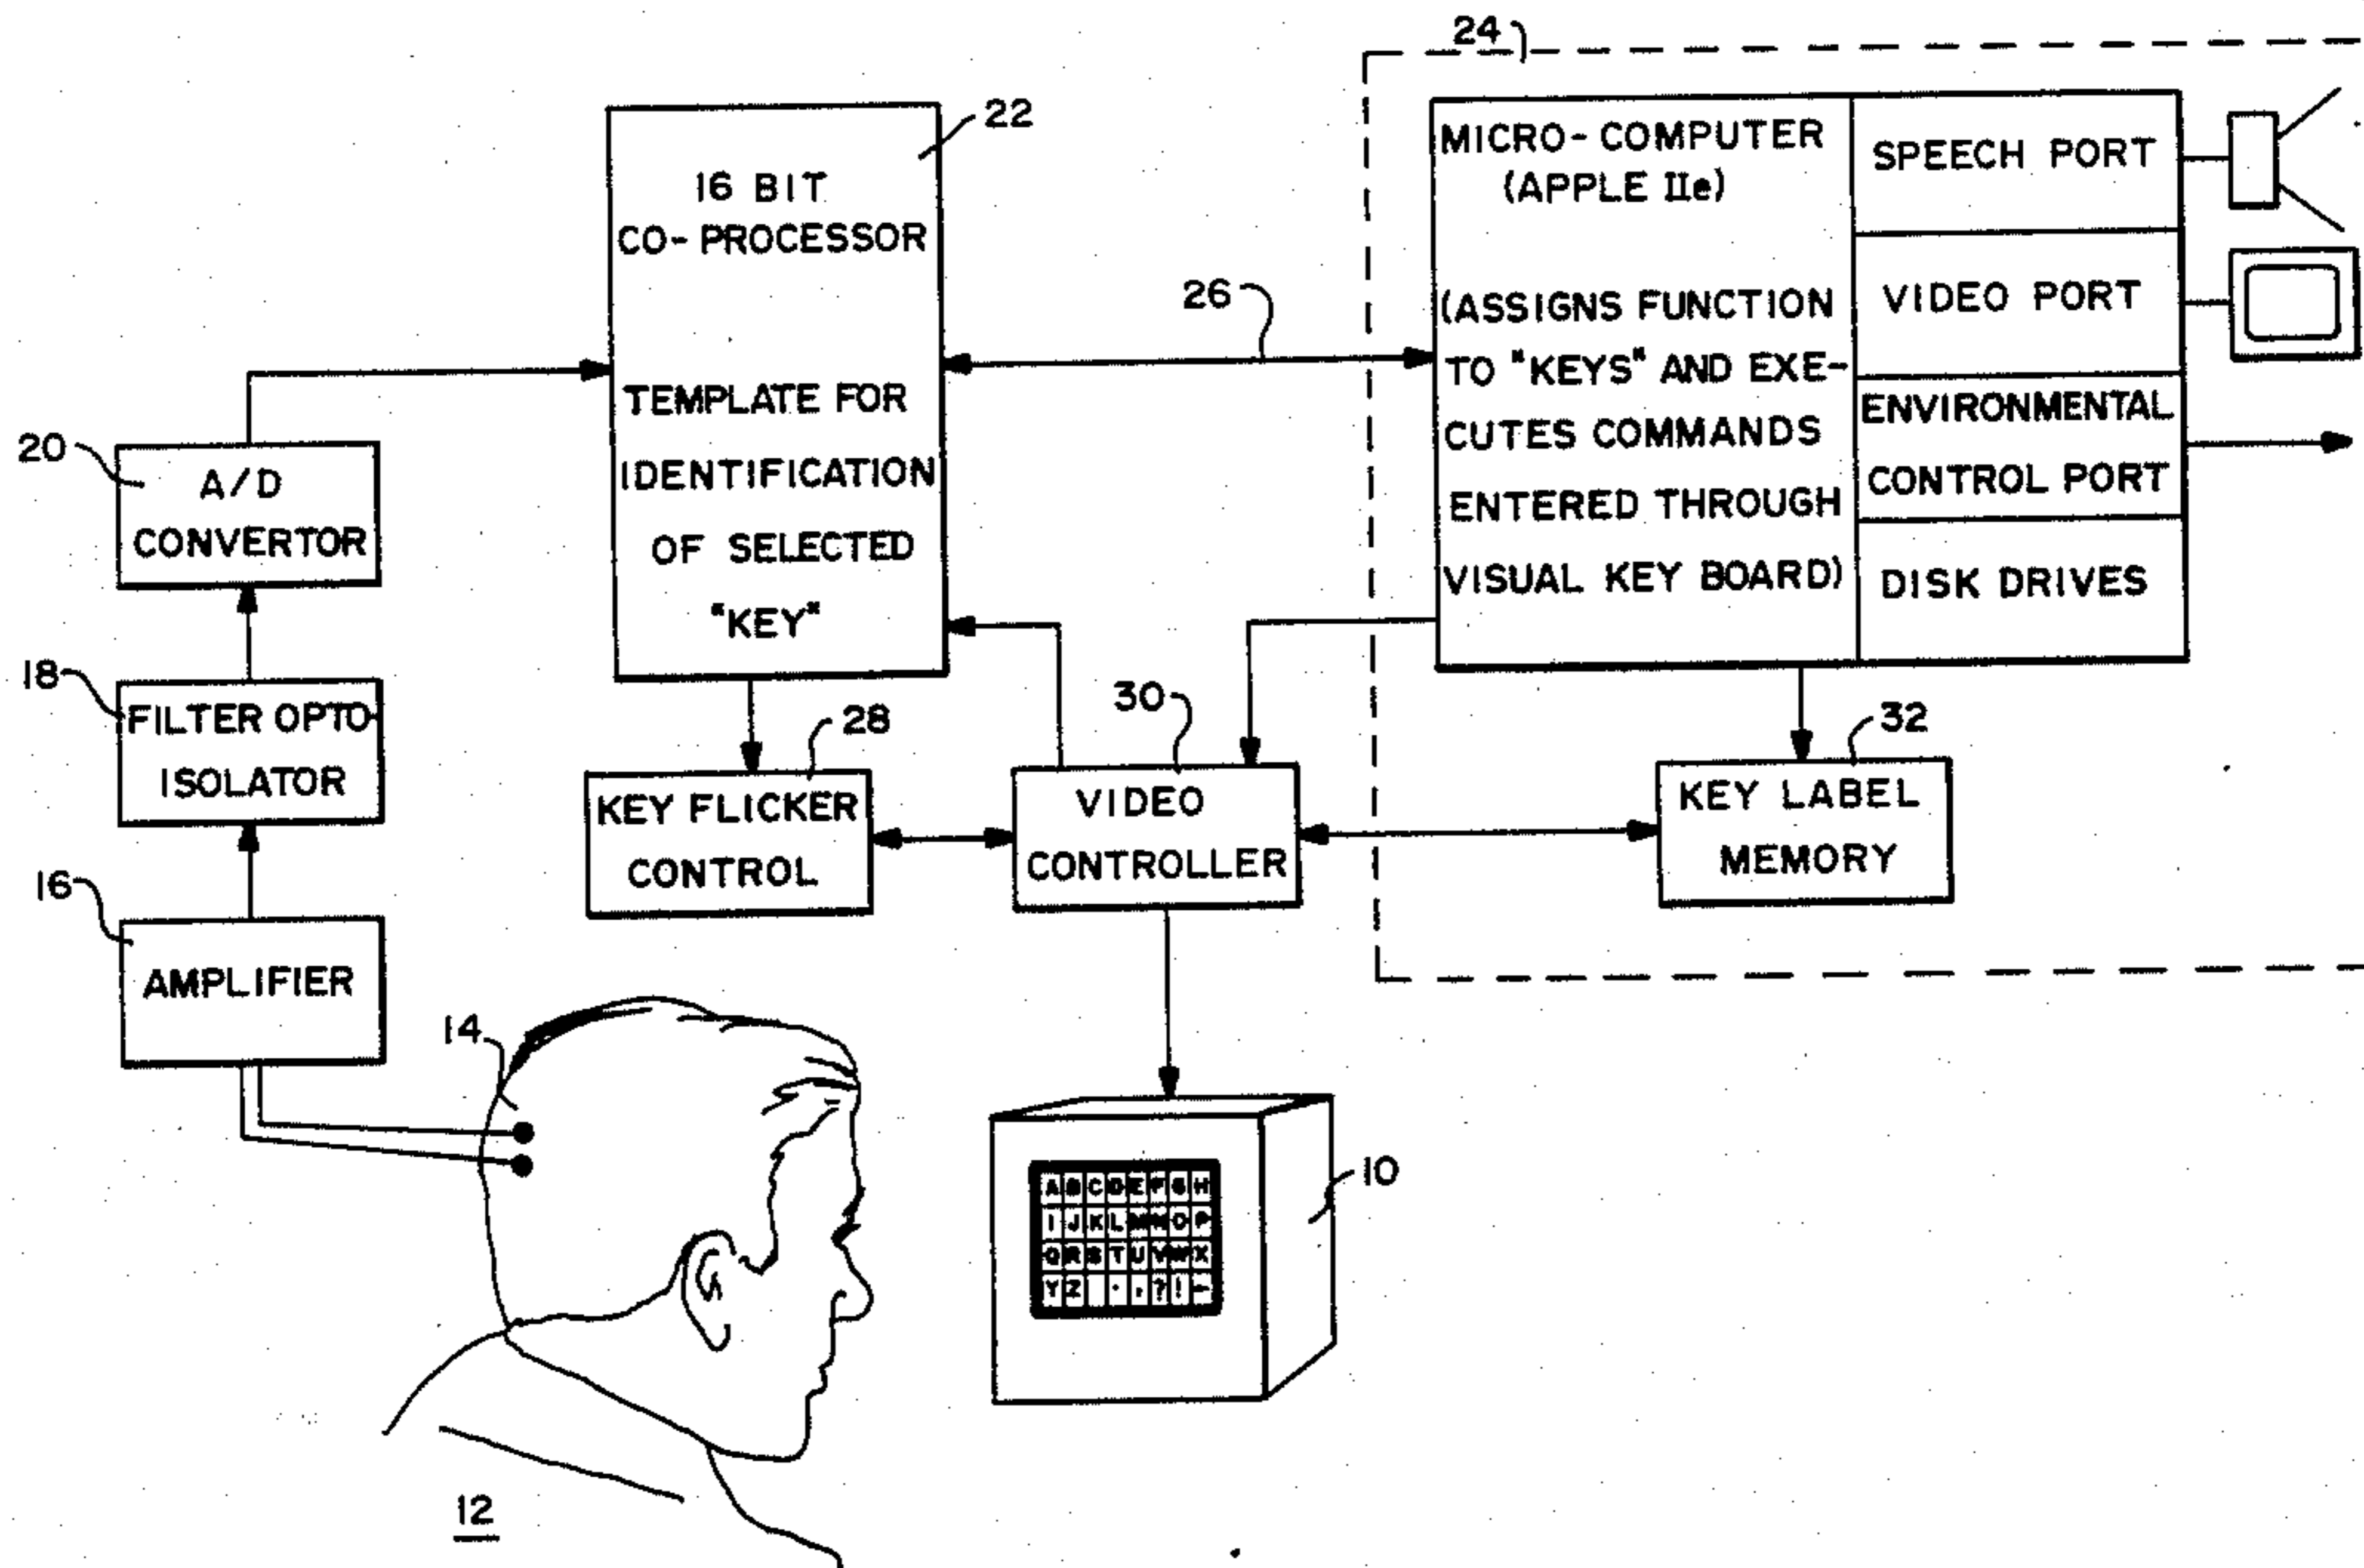 24
22
16 BIT
CO-PROCESSOR
TEMPLATE FOR
IDENTIFICATION
OF SELECTED
"KEY"
26
MICRO-COMPUTER
(APPLE IIe)
(ASSIGNS FUNCTION
TO "KEYS" AND EXE-
CUTES COMMANDS
ENTERED THROUGH
VISUAL KEY BOARD)
SPEECH PORT
VIDEO PORT
ENVIRONMENTAL
CONTROL PORT
DISK DRIVES
20
A/D
CONVERTOR
18
FILTER OPTO-
ISOLATOR
16
AMPLIFIER
28
KEY FLICKER
CONTROL
30
VIDEO
CONTROLLER
32
KEY LABEL
MEMORY
14
10
A B C D E F G H
I J K L M N O P
Q R S T U V W X
Y Z . , ? ! -
12